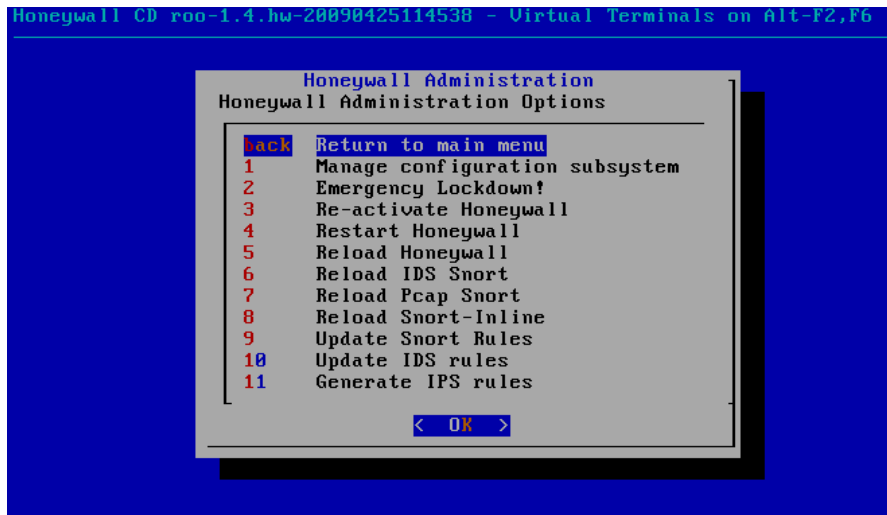 Honeywall CD roo-1.4.hw-20090425114538 - Virtual Terminals on Alt-F2,F6
Honeywall Administration
Honeywall Administration Options
back Return to main menu
1 Manage configuration subsystem
2 Emergency Lockdown!
3 Re-activate Honeywall
4 Restart Honeywall
5 Reload Honeywall
6 Reload IDS Snort
7 Reload Pcap Snort
8 Reload Snort-Inline
9 Update Snort Rules
10 Update IDS rules
11 Generate IPS rules
< OK >